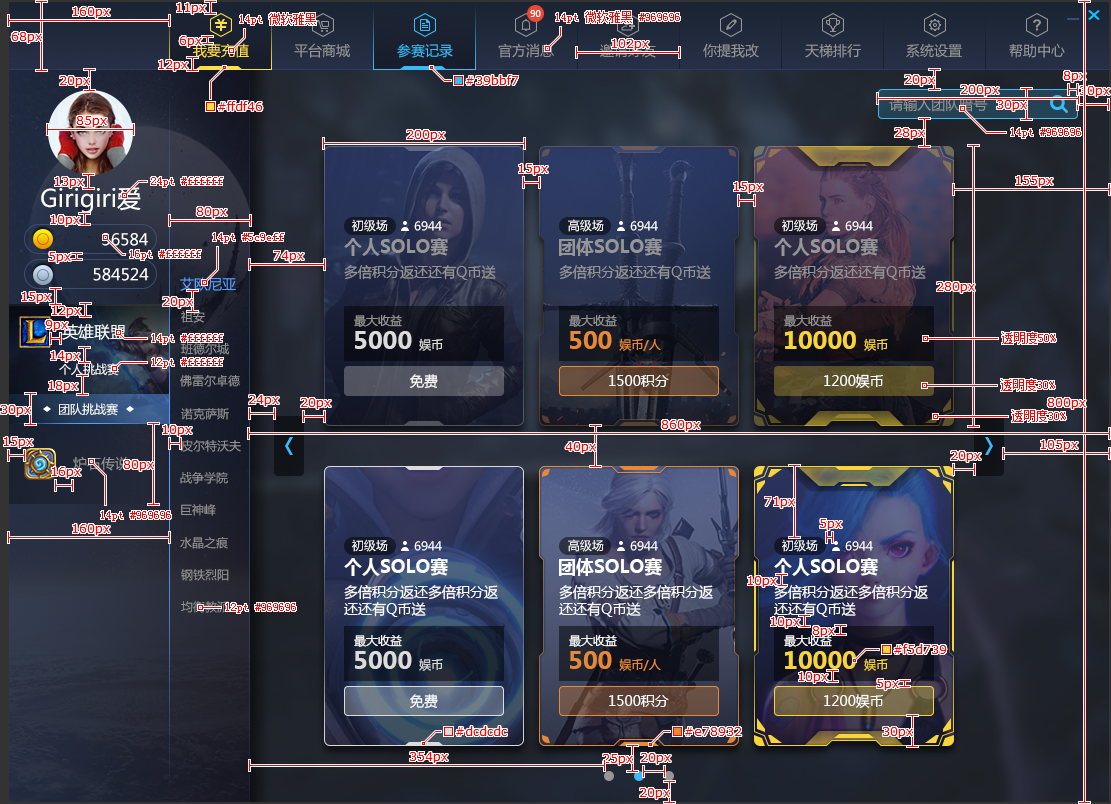 160px
11px
14pt 微软雅黑
90
14pt 微软雅黑 #969696
68px
6px
102px
12px
我要充值
平台商城
参赛记录
官方消息
邀请好友
你提我改
天梯排行
系统设置
帮助中心
#ffdf46
#39bbf7
20px
20px
8px
200px
30px
30px
请输入团队暗号
14pt #969696
28px
85px
13px
24pt #ffffff
Girigiri爱
10px
80px
26584
14pt #5c9eff
5px
16pt #ffffff
584524
74px
15px
12px
艾欧尼亚
20px
祖安
9px
英雄联盟
14pt #ffffff
班德尔城
14px
个人挑战赛
12pt #ffffff
18px
佛雷尔卓德
30px
团队挑战赛
诺克萨斯
24px
20px
15px
10px
皮尔特沃夫
炉石传说
80px
16px
战争学院
14pt #969696
巨神峰
160px
水晶之痕
钢铁烈阳
12pt #969696
200px
15px
15px
155px
初级场 6944
个人SOLO赛
多倍积分返还还有Q币送
最大收益
5000 娱币
免费
高级场 6944
团体SOLO赛
多倍积分返还还有Q币送
最大收益
500 娱币/人
1500积分
初级场 6944
个人SOLO赛
多倍积分返还还有Q币送
最大收益
10000 娱币
1200娱币
280px
透明度50%
透明度30%
透明度30%
800px
860px
40px
105px
20px
初级场 6944
个人SOLO赛
多倍积分返还多倍积分返
还还有Q币送
最大收益
5000 娱币
免费
#dcdcdc
高级场 6944
团体SOLO赛
多倍积分返还多倍积分返
还还有Q币送
最大收益
500 娱币/人
1500积分
#e78932
71px
5px
初级场 6944
个人SOLO赛
10px
多倍积分返还多倍积分返
还还有Q币送
10px
8px
最大收益
10000 娱币
#f5d739
10px
5px
1200娱币
30px
354px
25px
20px
20px